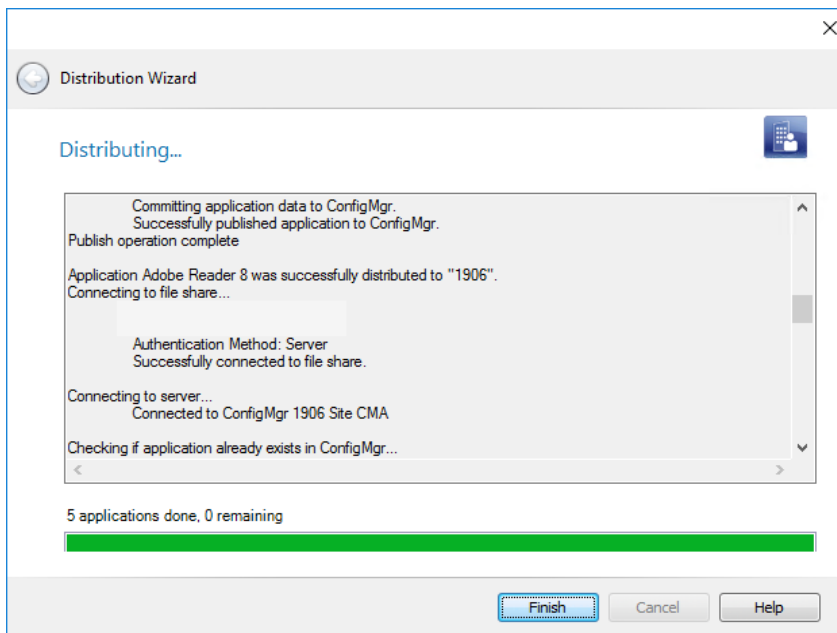 Distribution Wizard
Distributing...
Committing application data to ConfigMgr.
Successfully published application to ConfigMgr.
Publish operation complete
Application Adobe Reader 8 was successfully distributed to "1906".
Connecting to file share...
Authentication Method: Server
Successfully connected to file share.
Connecting to server...
Connected to ConfigMgr 1906 Site CMA
Checking if application already exists in ConfigMgr...
5 applications done, 0 remaining
Finish Cancel Help